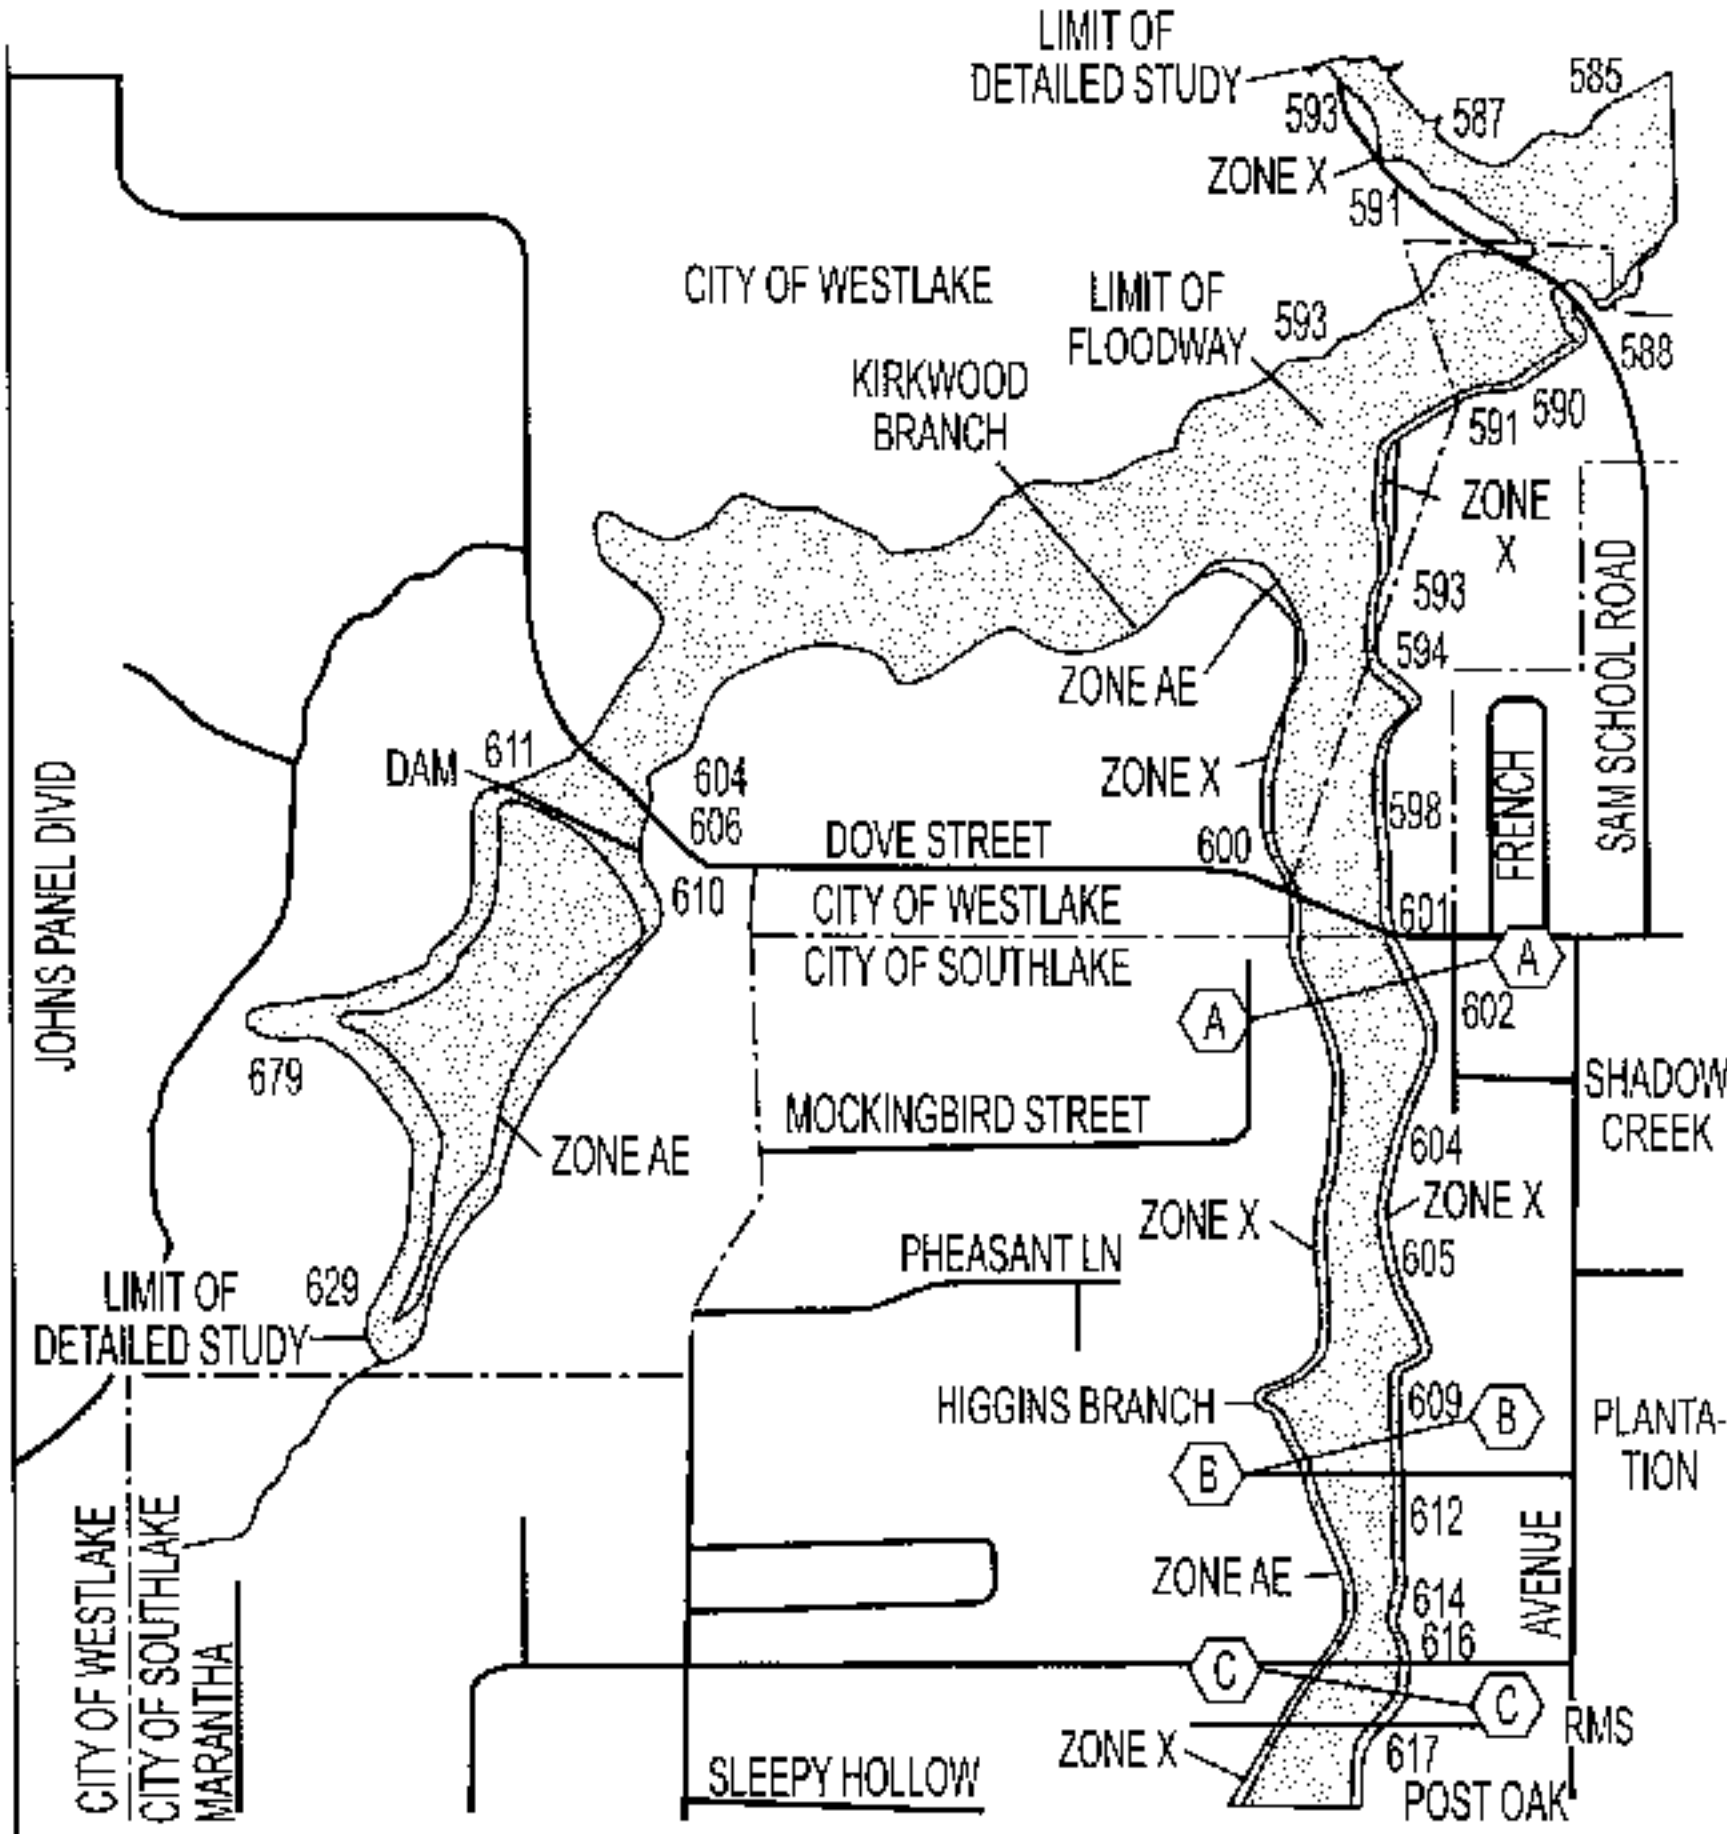 LIMIT OF
DETAILED STUDY
593
587
585
ZONE X
591
CITY OF WESTLAKE
LIMIT OF
FLOODWAY
593
588
KIRKWOOD
BRANCH
590
591
ZONE
X
SAM SCHOOL ROAD
593
594
ZONE AE
611
DAM
604
606
ZONE X
598
FRENCH
JOHNS PANEL DIVID
DOVE STREET
600
610
CITY OF WESTLAKE
601
CITY OF SOUTHLAKE
A
A
602
679
SHADOW
CREEK
MOCKINGBIRD STREET
604
ZONE AE
ZONE X
ZONE X
PHEASANT LN
605
629
LIMIT OF
DETAILED STUDY
HIGGINS BRANCH
609
B
B
PLANTA-
TION
612
CITY OF WESTLAKE
CITY OF SOUTHLAKE
MARANTHA
AVENUE
ZONE AE
614
616
C
C
RMS
ZONE X
617
SLEEPY HOLLOW
POST OAK